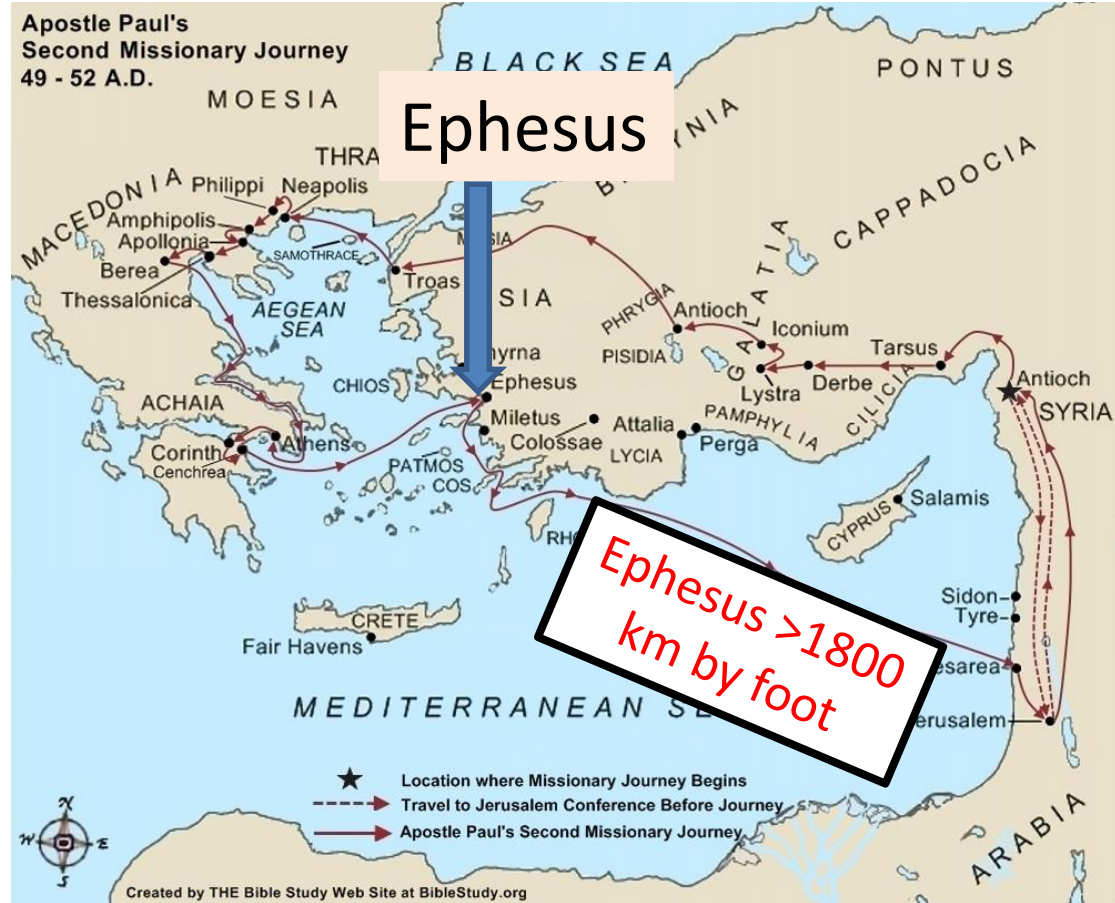 Apostle Paul's
Second Missionary Journey
49 - 52 A.D.
BLACK SEA
PONTUS
MOESIA
Ephesus
NIA
THRA
B
CAPPADOCIA
MACEDONIA
Philippi
Neapolis
Amphipolis
Apollonia
SAMOTHRACE
SIA
Berea
Troas
Thessalonica
SIA
GALATIA
PHRYGIA
Antioch
AEGEAN
SEA
Iconium
PISIDIA
Tarsus
yrna
CHIOS
Ephesus
Lystra
Derbe
CILICIA
Antioch
SYRIA
ACHAIA
Miletus
Colossae
Attalia
Perga
PAMPHYLIA
LYCIA
Athens
Corinth
Cenchrea
PATMOS
COS
Salamis
CYPRUS
RH
Ephesus >1800
km by foot
Sidon
Tyre
CRETE
Fair Havens
esarea
MEDITERRANEAN SE
erusalem
Location where Missionary Journey Begins
Travel to Jerusalem Conference Before Journey
Apostle Paul's Second Missionary Journey
N
W
E
S
ARABIA
Created by THE Bible Study Web Site at BibleStudy.org